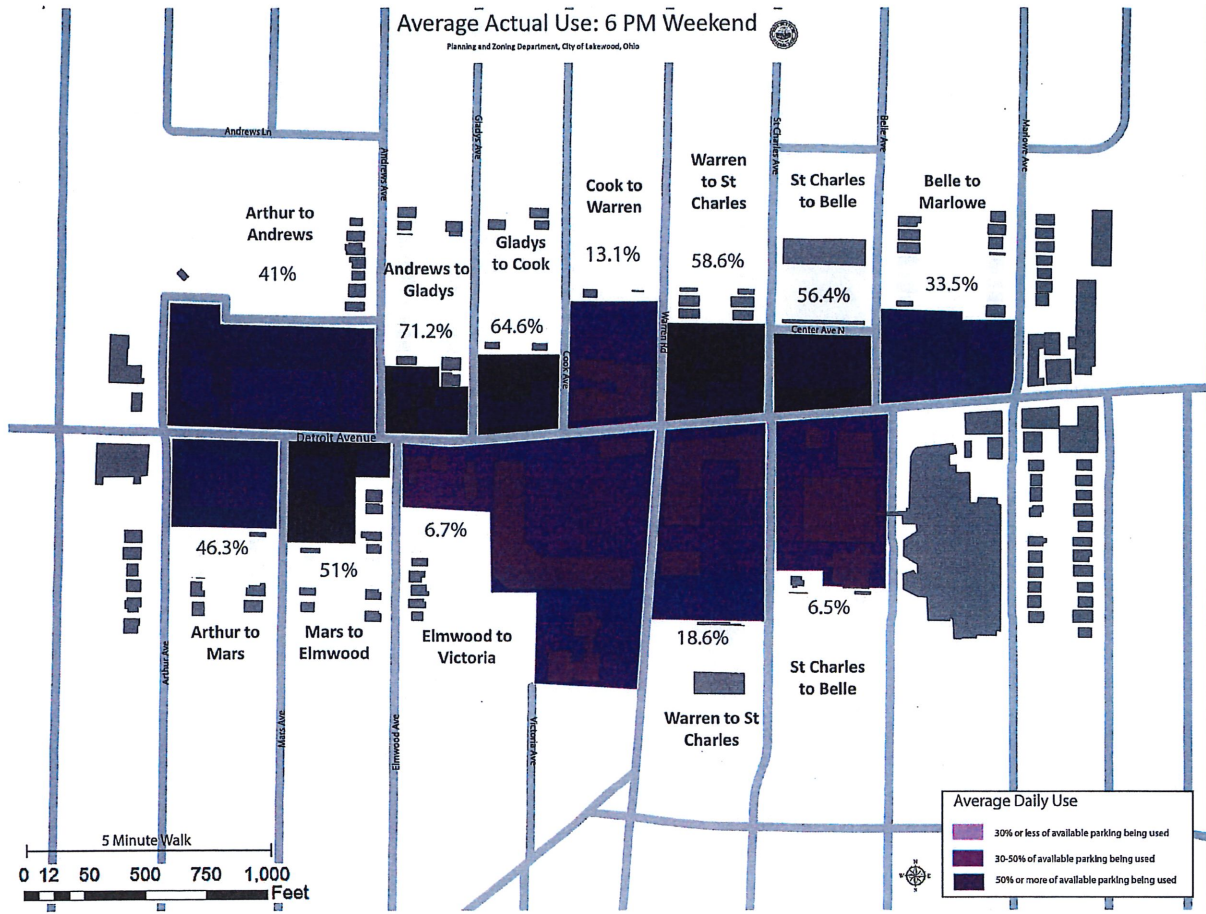 Average Actual Use: 6 PM Weekend
Planning and Zoning Department, City of Lakewood, Ohio
Andrews Ln
Andrews Ave
Gladys Ave
St Charles Ave
Belle Ave
Marlowe Ave
Arthur to
Andrews
41%
Andrews to
Gladys
71.2%
Gladys
to Cook
64.6%
Cook to
Warren
13.1%
Warren
to St
Charles
58.6%
St Charles
to Belle
56.4%
Belle to
Marlowe
33.5%
Center Ave N
Cook Ave
Warren Rd
Detroit Avenue
46.3%
Arthur to
Mars
51%
Mars to
Elmwood
6.7%
Elmwood to
Victoria
18.6%
Warren to St
Charles
6.5%
St Charles
to Belle
Arthur Ave
Mars Ave
Elmwood Ave
Victoria Ave
5 Minute Walk
0 12 50 500 750 1,000
Feet
N
W E
S
Average Daily Use
30% or less of available parking being used
30-50% of available parking being used
50% or more of available parking being used